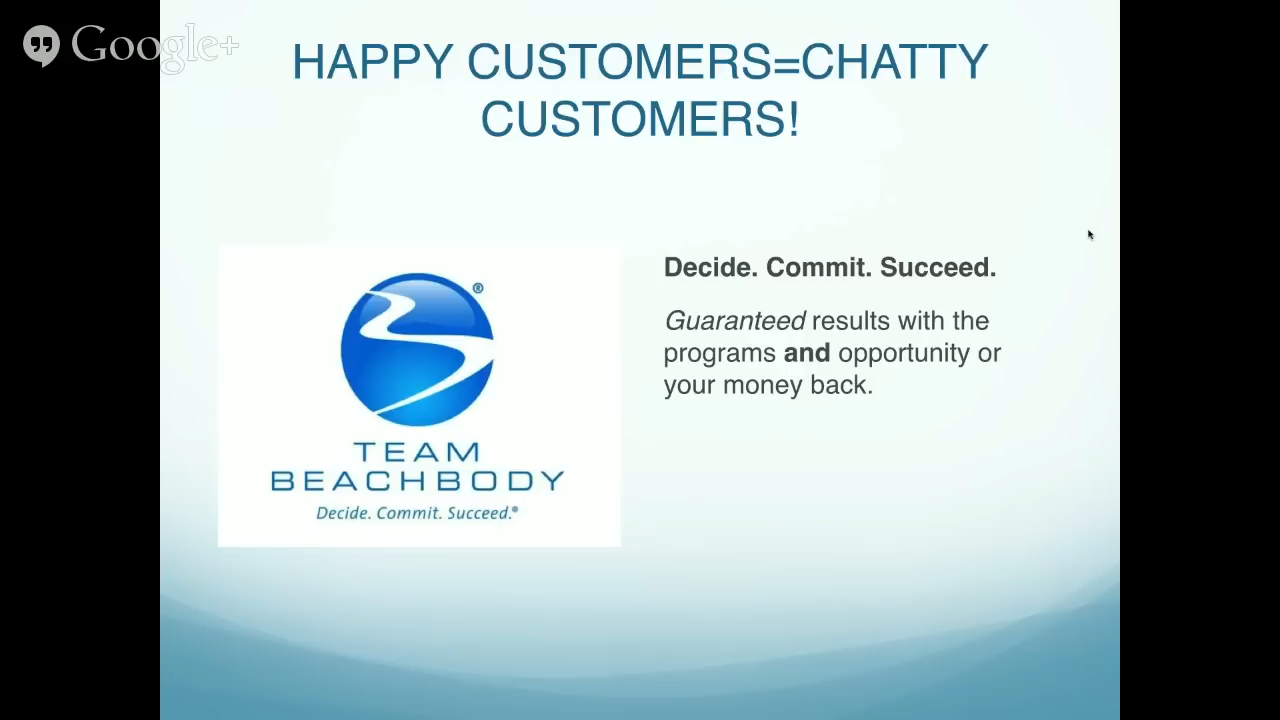 Google+
HAPPY CUSTOMERS=CHATTY
CUSTOMERS!
®
TEAM
BEACHBODY
Decide. Commit. Succeed.®
Decide. Commit. Succeed.
Guaranteed results with the
programs and opportunity or
your money back.